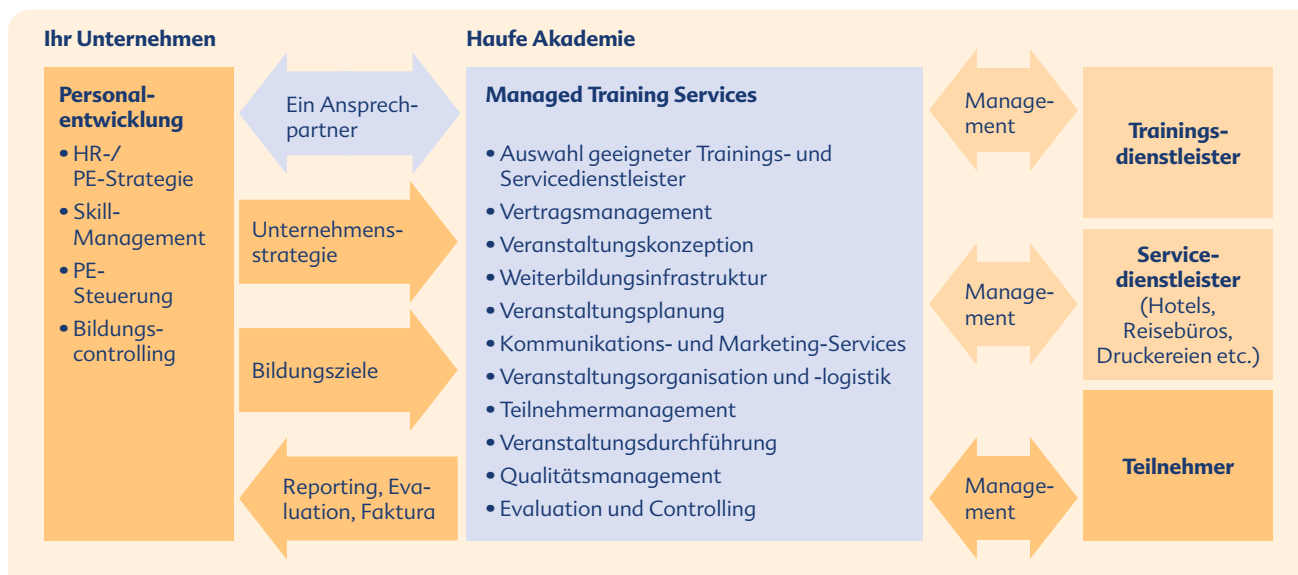 Ihr Unternehmen
Personal-
entwicklung
• HR-/
PE-Strategie
• Skill-
Management
• PE-
Steuerung
• Bildungs-
controlling
Ein Ansprech-
partner
Unternehmens-
strategie
Bildungsziele
Reporting, Eva-
luation, Faktura
Haufe Akademie
Managed Training Services
• Auswahl geeigneter Trainings- und
Servicedienstleister
• Vertragsmanagement
• Veranstaltungskonzeption
• Weiterbildungsinfrastruktur
• Veranstaltungsplanung
• Kommunikations- und Marketing-Services
• Veranstaltungsorganisation und -logistik
• Teilnehmermanagement
• Veranstaltungsdurchführung
• Qualitätsmanagement
• Evaluation und Controlling
Manage-
ment
Trainings-
dienstleister
Manage-
ment
Service-
dienstleister
(Hotels,
Reisebüros,
Druckereien etc.)
Manage-
ment
Teilnehmer